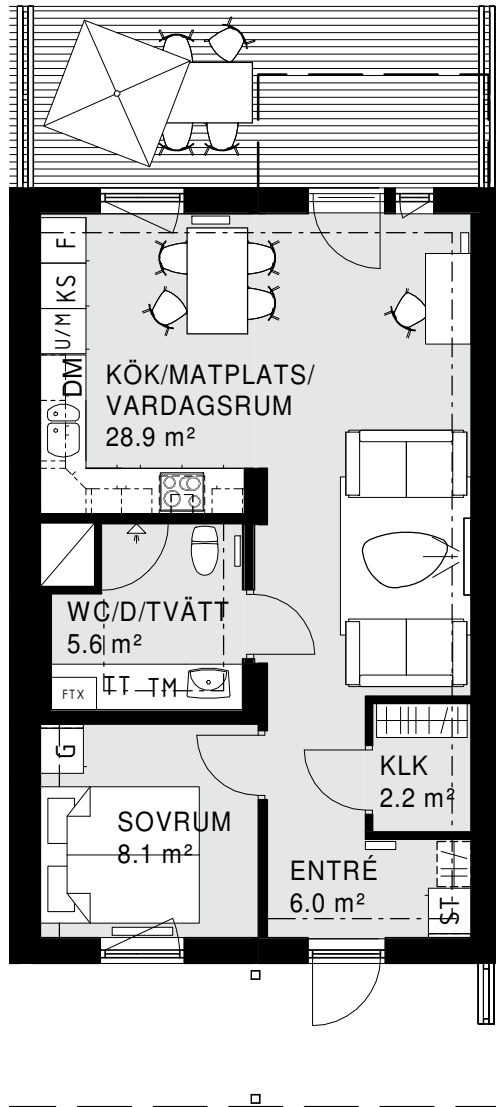 F
KS
U/M
DM
KÖK/MATPLATS/
VARDAGSRUM
28.9 m²
WC/D/TVÄTT
5.6 m²
FTX
TT
TM
G
KLK
2.2 m²
SOVRUM
8.1 m²
ENTRÉ
6.0 m²
ST